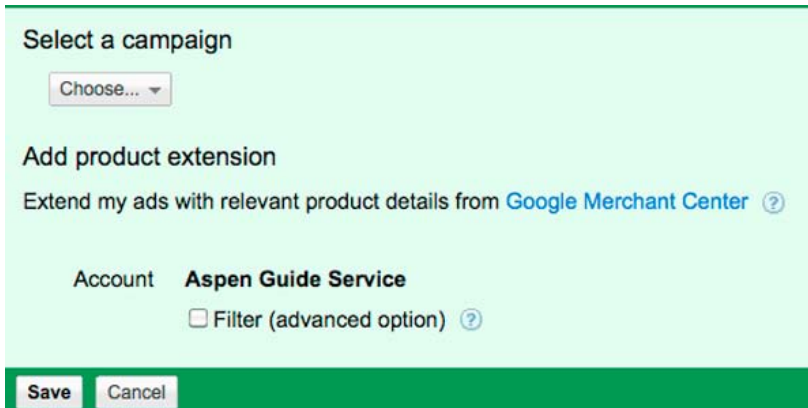 Select a campaign
Choose...
Add product extension
Extend my ads with relevant product details from Google Merchant Center ?
Account Aspen Guide Service
Filter (advanced option) ?
Save Cancel